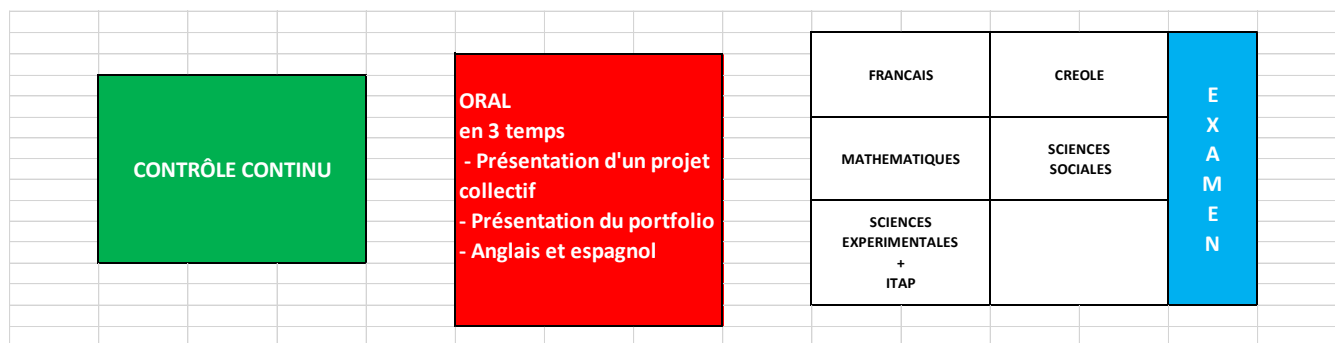 CONTRÔLE CONTINU
ORAL
en 3 temps
- Présentation d'un projet
collectif
- Présentation du portfolio
- Anglais et espagnol
FRANCAIS
CREOLE
MATHEMATIQUES
SCIENCES
SOCIALES
SCIENCES
EXPERIMENTALES
+
ITAP
E
X
A
M
E
N